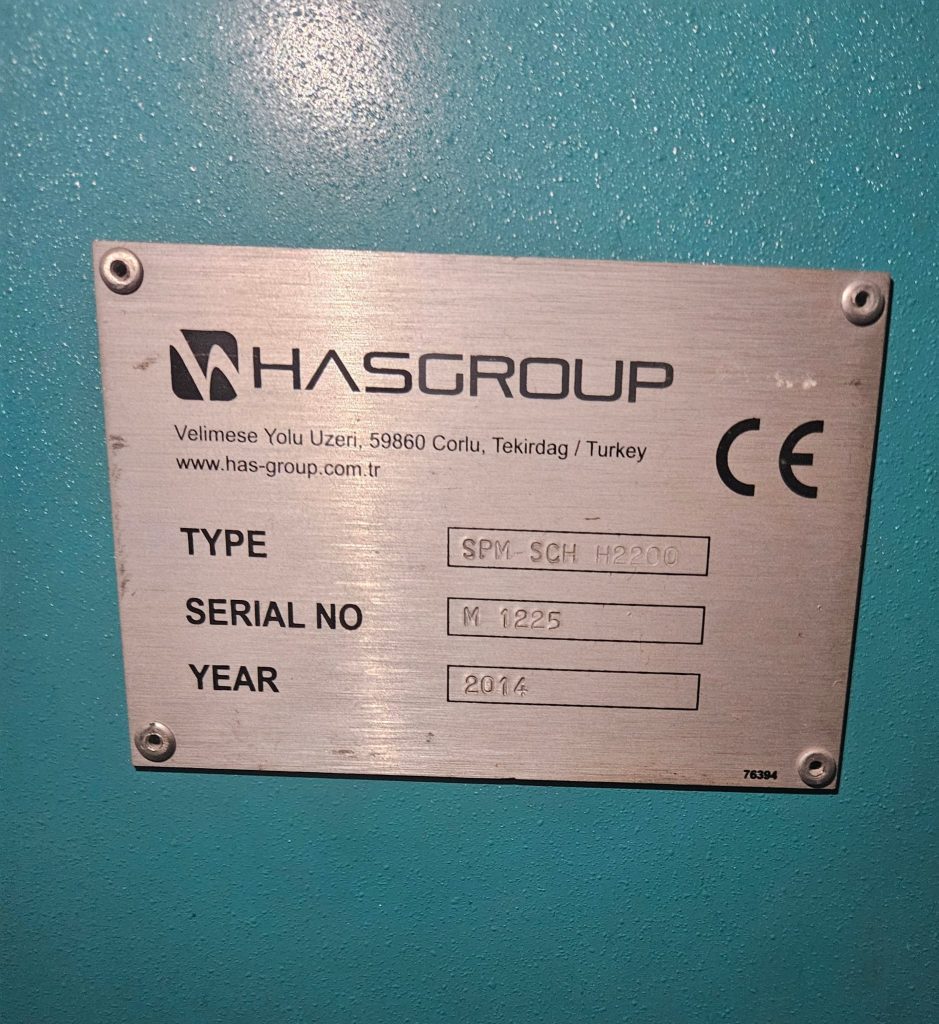 HASGROUP
Velimese Yolu Uzeri, 59860 Corlu, Tekirdag / Turkey
www.has-group.com.tr
CE
TYPE SPM-SCH H2200
SERIAL NO M 1225
YEAR 2014
76394